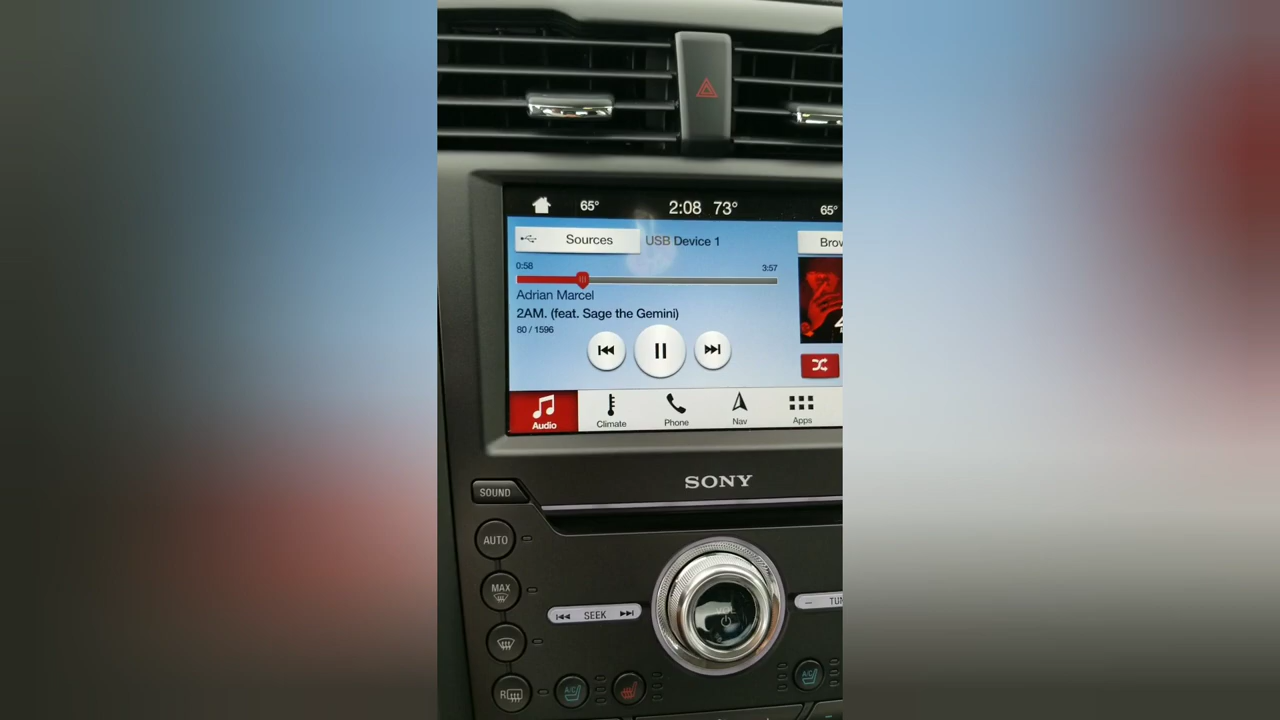 65° 2:08 73° 65°
Sources USB Device 1
0:58 3:57
Adrian Marcel
2AM. (feat. Sage the Gemini)
80 / 1596
Audio Climate Phone Nav Apps
SONY
SOUND
AUTO
MAX
SEEK
R
A/C
A/C